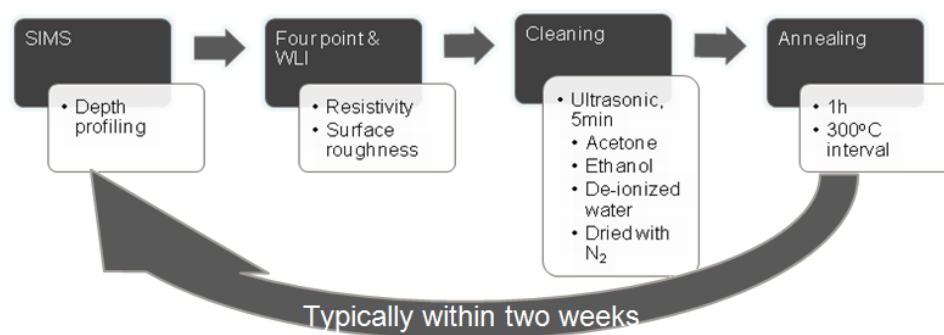 SIMS
• Depth
profiling
Four point &
WLI
• Resistivity
• Surface
roughness
Cleaning
• Ultrasonic,
5min
• Acetone
• Ethanol
• De-ionized
water
• Dried with
N₂
Annealing
• 1h
• 300ºC
interval
Typically within two weeks